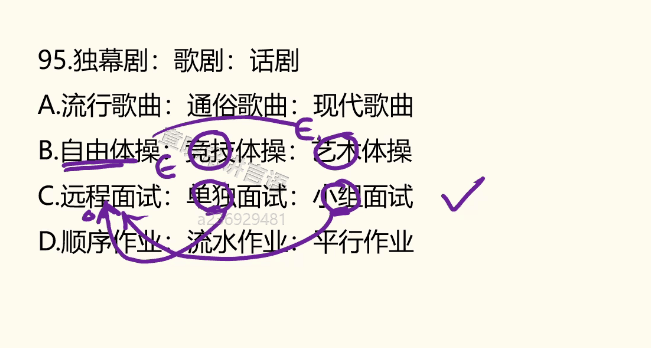 95.独幕剧：歌剧：话剧
A.流行歌曲：通俗歌曲：现代歌曲
B.自由体操：竞技体操：艺术体操
C.远程面试：单独面试：小组面试
a236929481
D.顺序作业：流水作业：平行作业